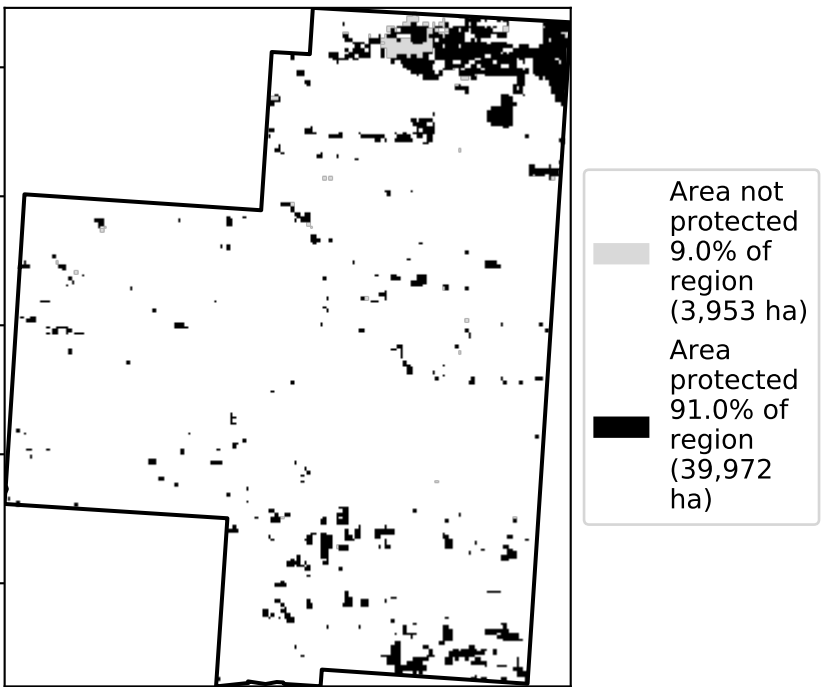 Area not
protected
9.0% of
region
(3,953 ha)
Area
protected
91.0% of
region
(39,972
ha)